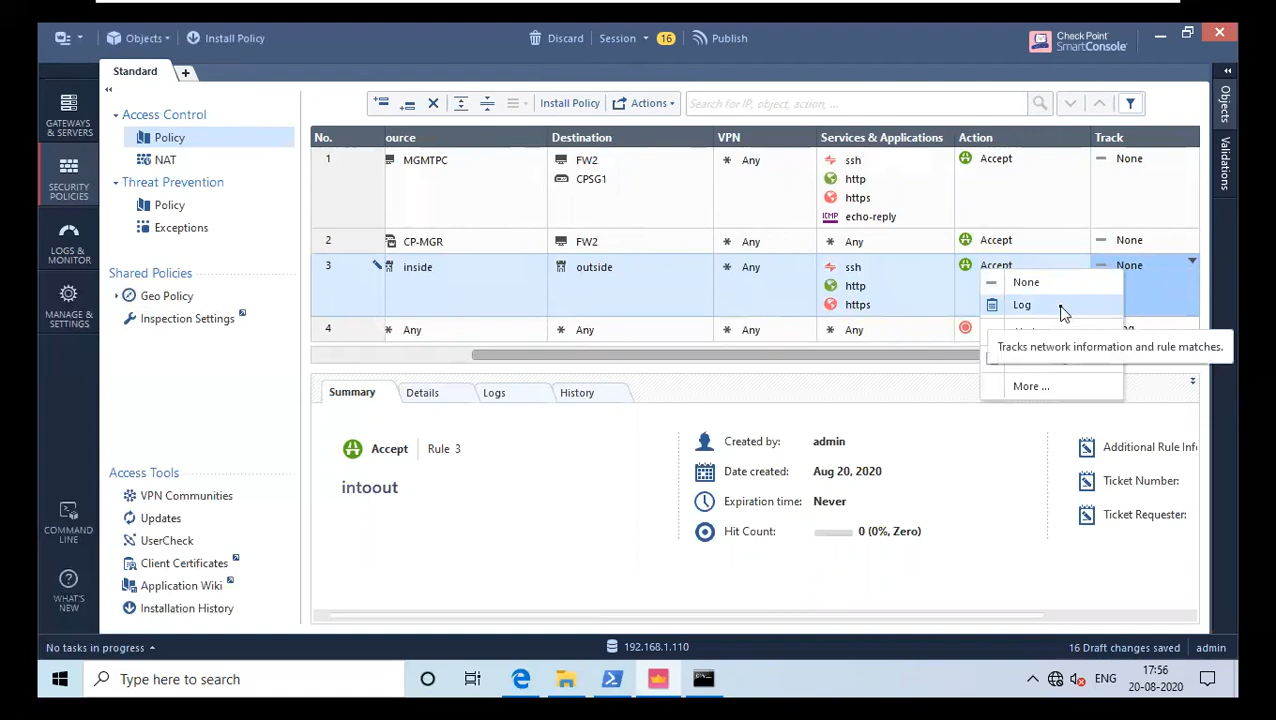 Objects
Install Policy
Discard
Session
16
Publish
Check Point
SmartConsole
Standard
+
GATEWAYS
& SERVERS
SECURITY
POLICIES
LOGS &
MONITOR
MANAGE &
SETTINGS
COMMAND
LINE
WHAT'S
NEW
Access Control
Policy
NAT
Threat Prevention
Policy
Exceptions
Shared Policies
Geo Policy
Inspection Settings
Access Tools
VPN Communities
Updates
UserCheck
Client Certificates
Application Wiki
Installation History
Install Policy
Actions
Search for IP, object, action, ...
No. ource Destination VPN Services & Applications Action Track
1 MGMTPC FW2 * Any ssh Accept None
CPSG1 http
https
ICMP echo-reply
2 CP-MGR FW2 * Any * Any Accept None
3 inside outside * Any ssh Accept None
http
https
4 * Any * Any * Any * Any
None
Log
Tracks network information and rule matches.
More ...
Summary Details Logs History
Accept Rule 3
intoout
Created by: admin
Date created: Aug 20, 2020
Expiration time: Never
Hit Count: 0 (0%, Zero)
Additional Rule Inf
Ticket Number:
Ticket Requester:
Objects
Validations
No tasks in progress
192.168.1.110
16 Draft changes saved
admin
Type here to search
ENG
17:56
20-08-2020